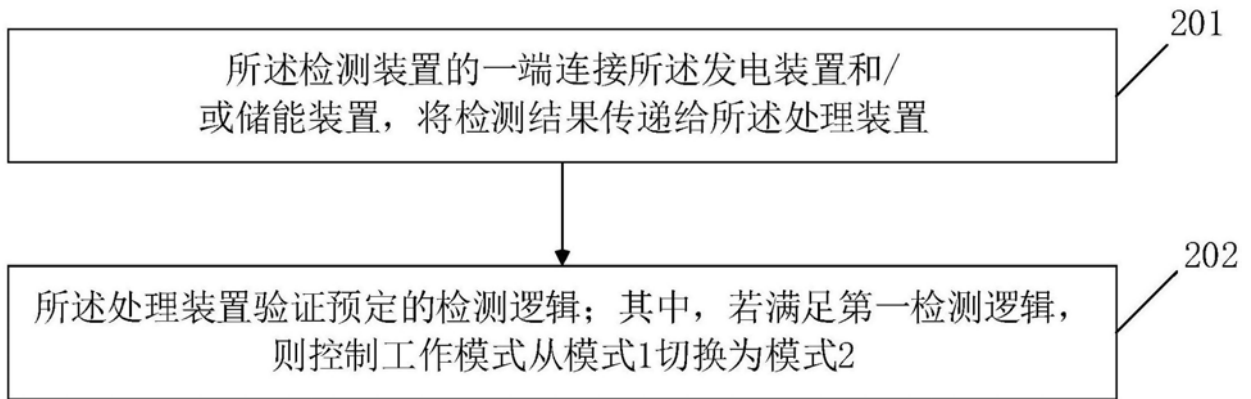 201
所述检测装置的一端连接所述发电装置和/
或储能装置，将检测结果传递给所述处理装置
202
所述处理装置验证预定的检测逻辑；其中，若满足第一检测逻辑，
则控制工作模式从模式1切换为模式2